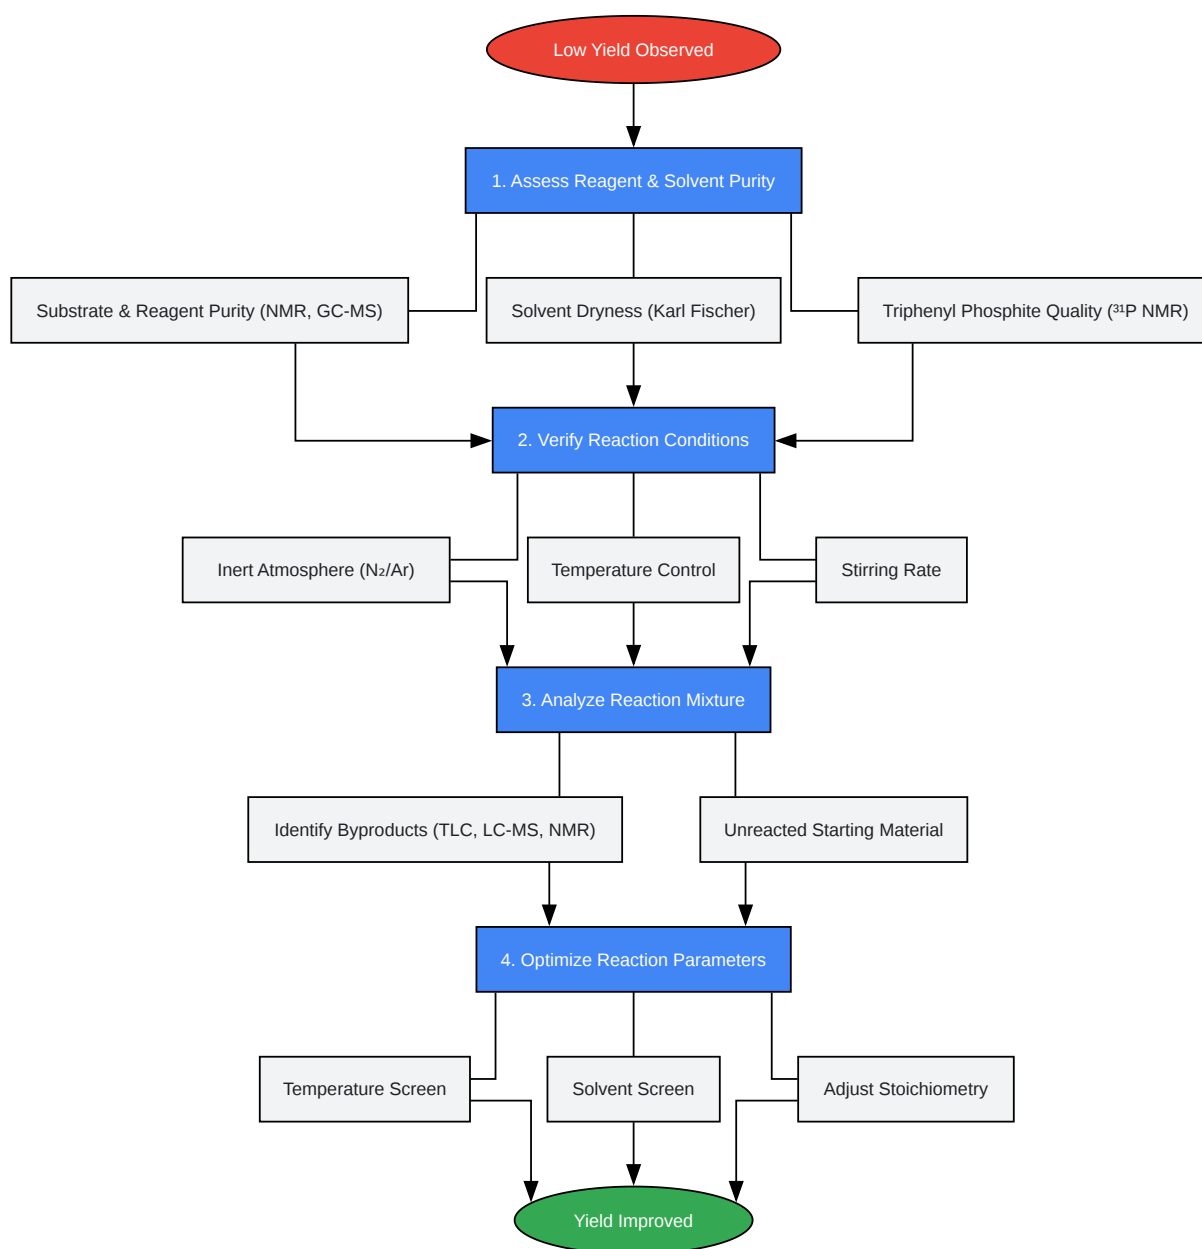 Low Yield Observed
1. Assess Reagent & Solvent Purity
Substrate & Reagent Purity (NMR, GC-MS)
Solvent Dryness (Karl Fischer)
Triphenyl Phosphite Quality (³¹P NMR)
2. Verify Reaction Conditions
Inert Atmosphere (N₂/Ar)
Temperature Control
Stirring Rate
3. Analyze Reaction Mixture
Identify Byproducts (TLC, LC-MS, NMR)
Unreacted Starting Material
4. Optimize Reaction Parameters
Temperature Screen
Solvent Screen
Adjust Stoichiometry
Yield Improved